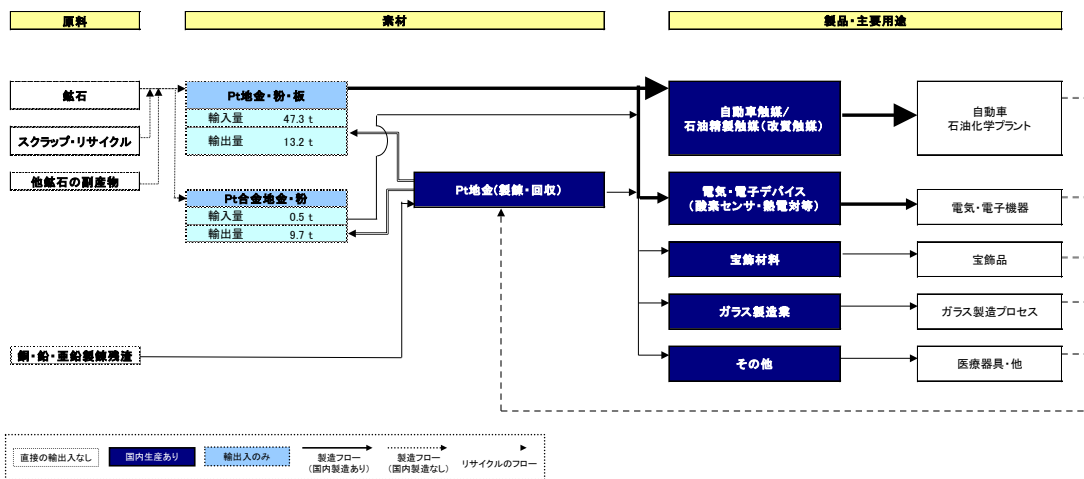 原料
素材
製品・主要用途
鉱石
スクラップ・リサイクル
他鉱石の副産物
銅・鉛・亜鉛製錬残渣
Pt地金・粉・板
輸入量 47.3 t
輸出量 13.2 t
Pt合金地金・粉
輸入量 0.5 t
輸出量 9.7 t
Pt地金(製錬・回収)
自動車触媒/
石油精製触媒(改質触媒)
電気・電子デバイス
(酸素センサ・熱電対等)
宝飾材料
ガラス製造業
その他
自動車
石油化学プラント
電気・電子機器
宝飾品
ガラス製造プロセス
医療器具・他
直接の輸出入なし
国内生産あり
輸出入のみ
製造フロー
(国内製造あり)
製造フロー
(国内製造なし)
リサイクルのフロー